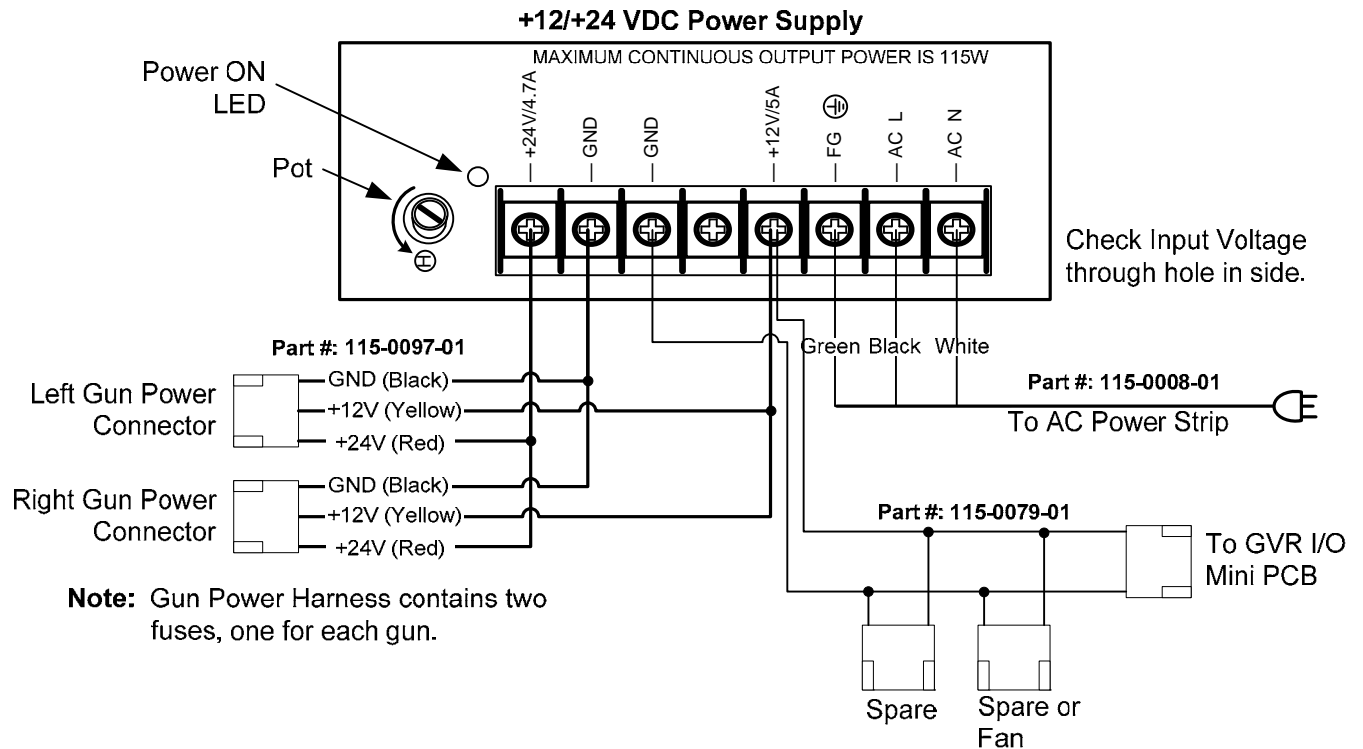 +12/+24 VDC Power Supply
MAXIMUM CONTINUOUS OUTPUT POWER IS 115W
Power ON
LED
Pot
+24V/4.7A
GND
GND
+12V/5A
FG
AC L
AC N
H
Check Input Voltage
through hole in side.
Green Black White
Part #: 115-0097-01
Left Gun Power
Connector
GND (Black)
+12V (Yellow)
+24V (Red)
Part #: 115-0008-01
To AC Power Strip
Right Gun Power
Connector
GND (Black)
+12V (Yellow)
+24V (Red)
Part #: 115-0079-01
To GVR I/O
Mini PCB
Note: Gun Power Harness contains two
fuses, one for each gun.
Spare
Spare or
Fan